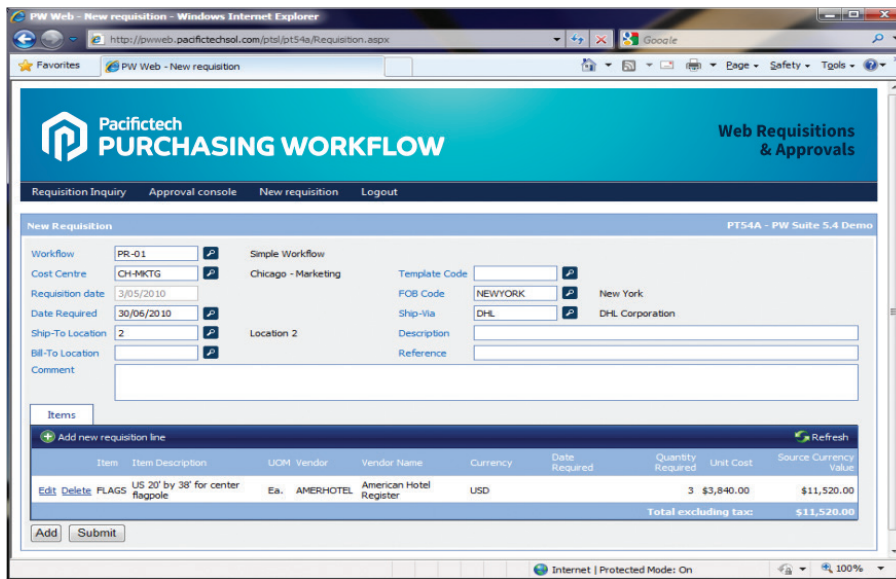 PW Web - New requisition - Windows Internet Explorer
http://pwweb.pacifictechsol.com/ptsl/pt54a/Requisition.aspx Google
Favorites PW Web - New requisition Page Safety Tools
Pacifictech
PURCHASING WORKFLOW
Web Requisitions
& Approvals
Requisition Inquiry Approval console New requisition Logout
New Requisition PT54A - PW Suite 5.4 Demo
Workflow PR-01 Simple Workflow
Cost Centre CH-MKTG Chicago - Marketing Template Code
Requisition date 3/05/2010 FOB Code NEWYORK New York
Date Required 30/06/2010 Ship-Via DHL DHL Corporation
Ship-To Location 2 Location 2 Description
Bill-To Location Reference
Comment
Items
Add new requisition line Refresh
Item Item Description UOM Vendor Vendor Name Currency Date Required Quantity Required Unit Cost Source Currency Value
Edit Delete FLAGS US 20' by 38' for center flagpole Ea. AMERHOTEL American Hotel Register USD 3 $3,840.00 $11,520.00
Total excluding tax: $11,520.00
Add Submit
Internet | Protected Mode: On 100%